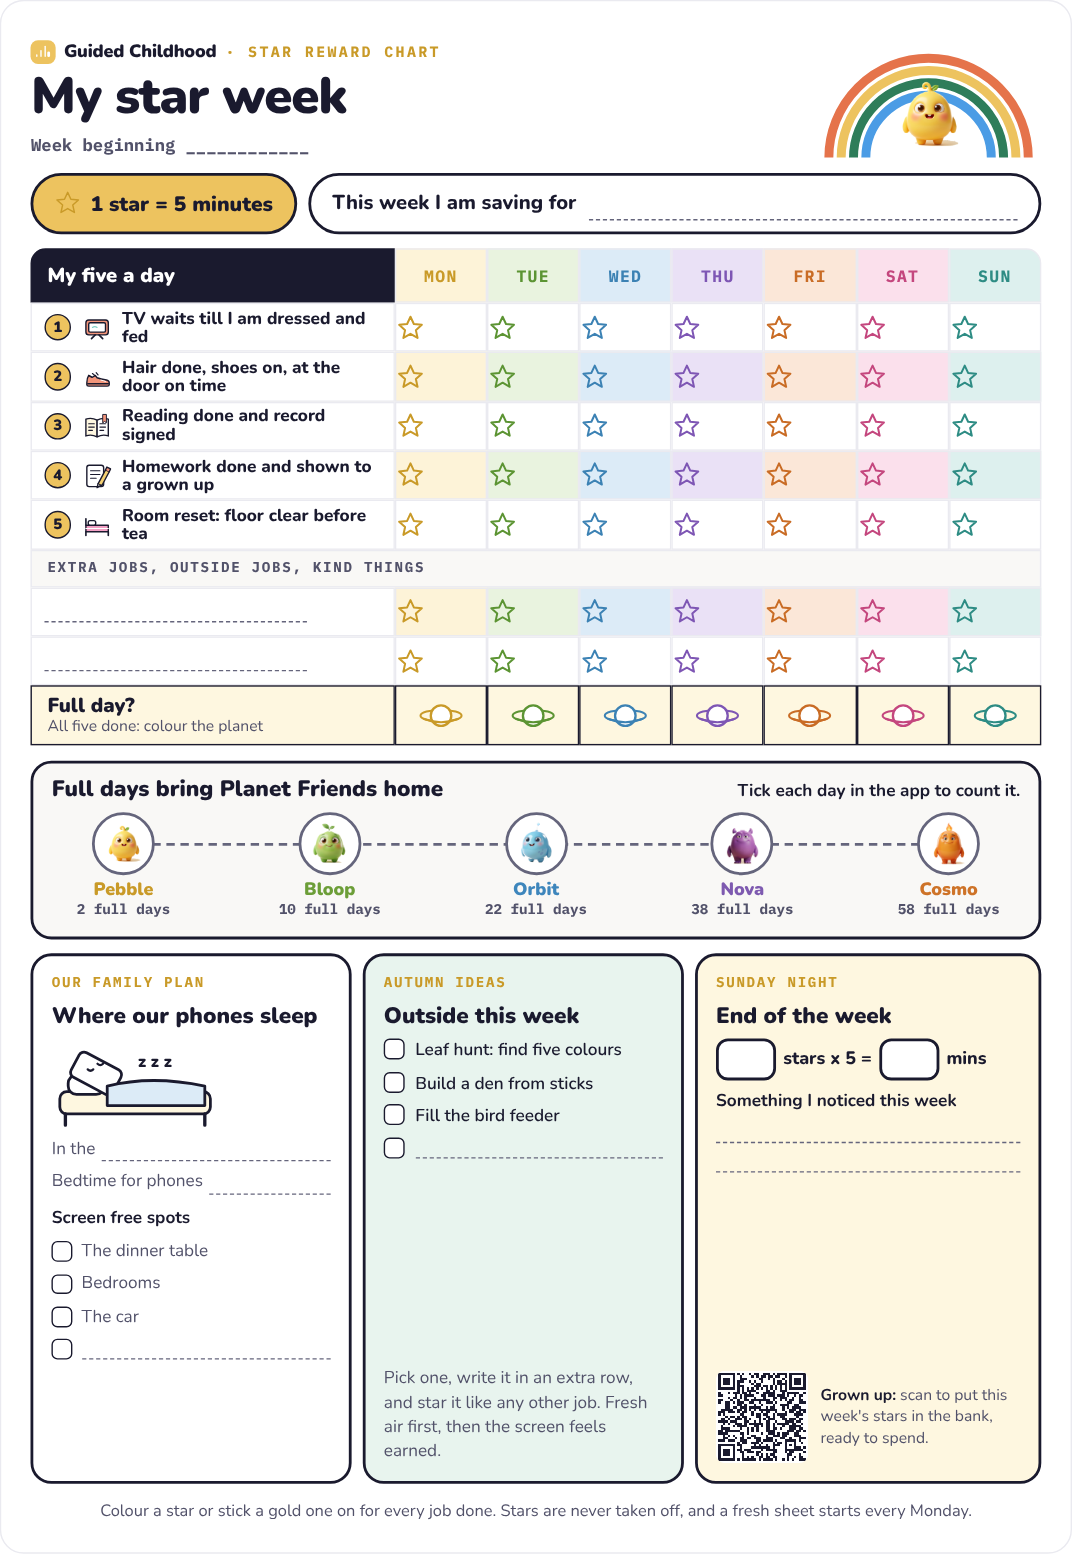 Guided Childhood · STAR REWARD CHART
My star week
Week beginning ____________
1 star = 5 minutes
This week I am saving for
My five a day
MON TUE WED THU FRI SAT SUN
1 TV waits till I am dressed and
fed
2 Hair done, shoes on, at the
door on time
3 Reading done and record
signed
4 Homework done and shown to
a grown up
5 Room reset: floor clear before
tea
EXTRA JOBS, OUTSIDE JOBS, KIND THINGS
Full day?
All five done: colour the planet
Full days bring Planet Friends home
Tick each day in the app to count it.
Pebble Bloop Orbit Nova Cosmo
2 full days 10 full days 22 full days 38 full days 58 full days
OUR FAMILY PLAN
Where our phones sleep
z z z
In the
Bedtime for phones
Screen free spots
The dinner table
Bedrooms
The car
AUTUMN IDEAS
Outside this week
Leaf hunt: find five colours
Build a den from sticks
Fill the bird feeder
Pick one, write it in an extra row,
and star it like any other job. Fresh
air first, then the screen feels
earned.
SUNDAY NIGHT
End of the week
stars x 5 = mins
Something I noticed this week
Grown up: scan to put this
week's stars in the bank,
ready to spend.
Colour a star or stick a gold one on for every job done. Stars are never taken off, and a fresh sheet starts every Monday.